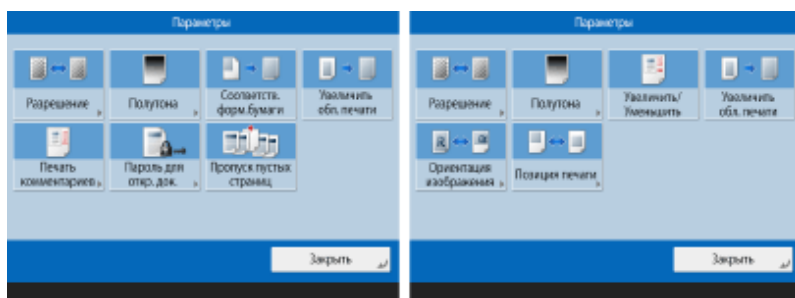 Параметры
Разрешение
Полутона
Соответств.
форм.бумаги
Увеличить
обл. печати
Печать
комментариев
Пароль для
откр. док.
Пропуск пустых
страниц
Закрыть
Параметры
Разрешение
Полутона
Увеличить/
Уменьшить
Увеличить
обл. печати
Ориентация
изображения
Позиция печати
Закрыть